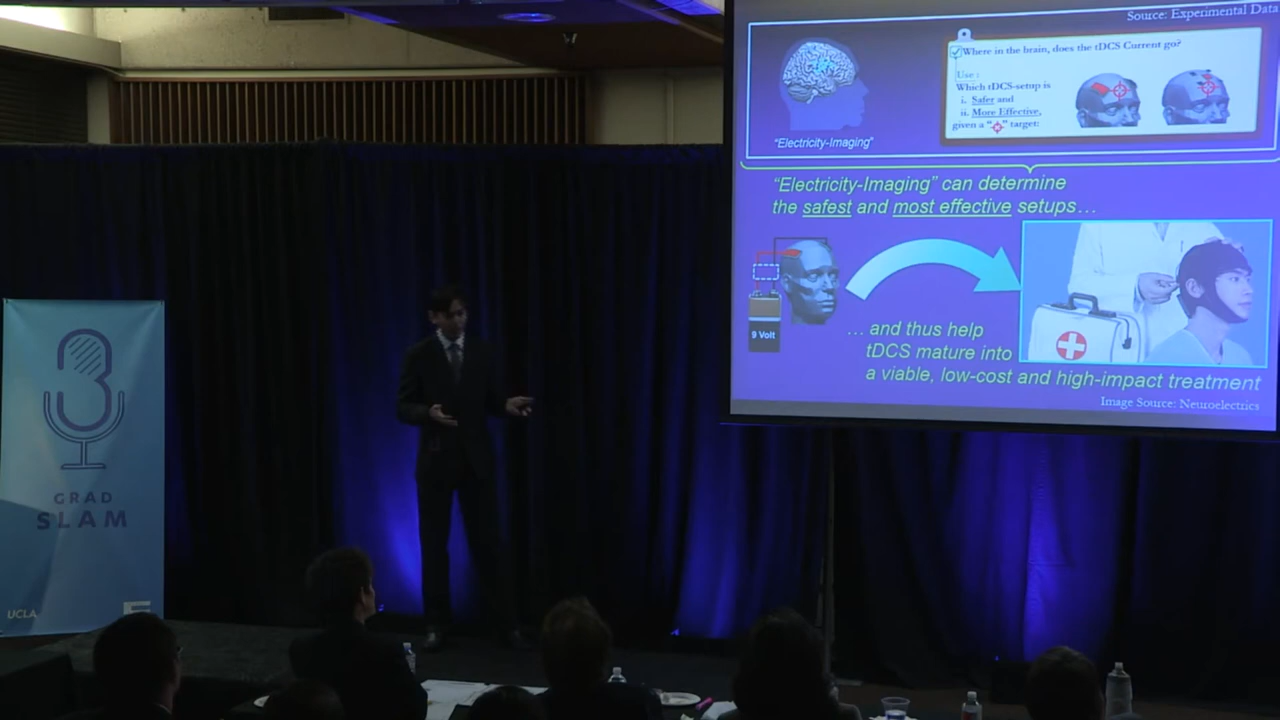 Source: Experimental Data
Where in the brain, does the tDCS Current go?
Use :
Which tDCS-setup is
i. Safer and
ii. More Effective,
given a " " target:
"Electricity-Imaging"
"Electricity-Imaging" can determine
the safest and most effective setups...
9 Volt
... and thus help
tDCS mature into
a viable, low-cost and high-impact treatment
Image Source: Neuroelectrics
GRAD
SLAM
UCLA